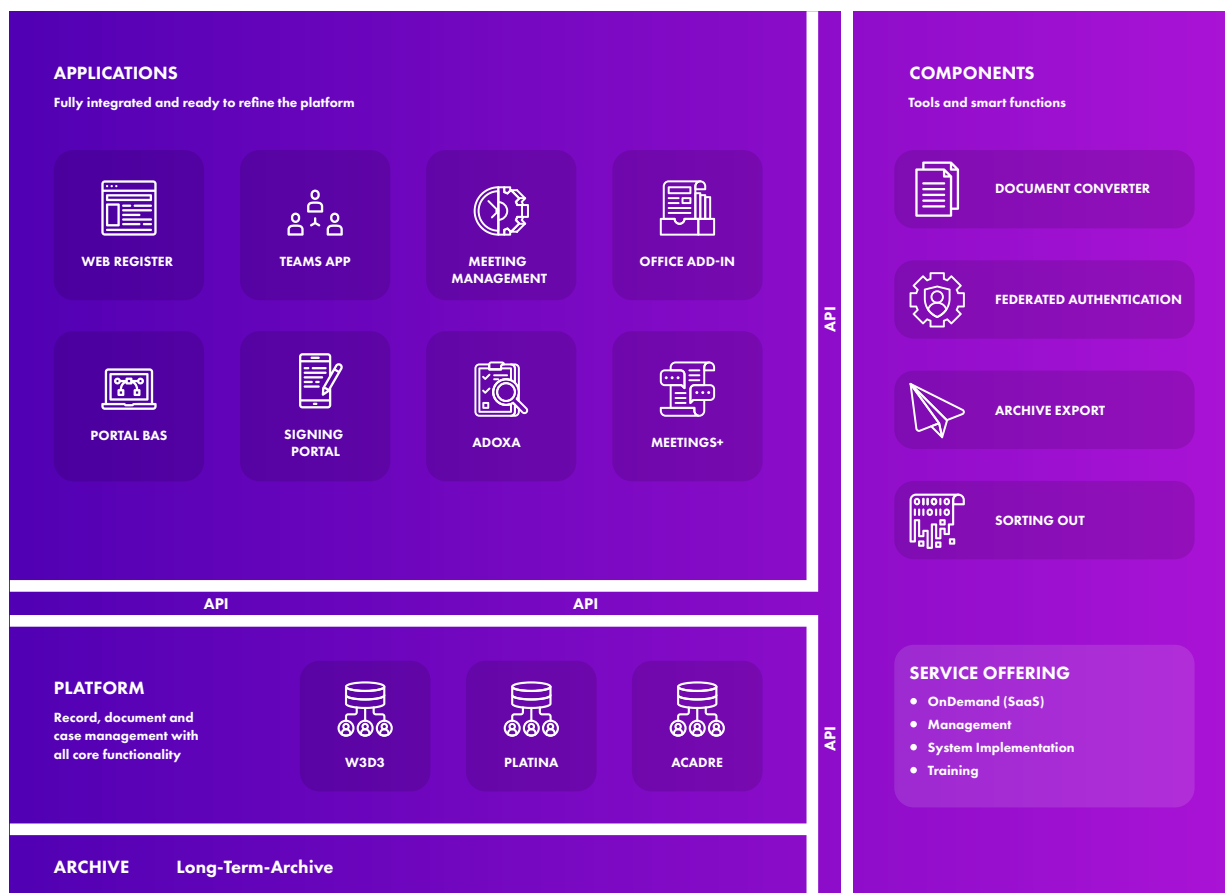 APPLICATIONS
Fully integrated and ready to refine the platform
WEB REGISTER
TEAMS APP
MEETING
MANAGEMENT
OFFICE ADD-IN
PORTAL BAS
SIGNING
PORTAL
ADOXA
MEETINGS+
API
API
API
PLATFORM
Record, document and
case management with
all core functionality
W3D3
PLATINA
ACADRE
API
ARCHIVE Long-Term-Archive
COMPONENTS
Tools and smart functions
DOCUMENT CONVERTER
FEDERATED AUTHENTICATION
ARCHIVE EXPORT
SORTING OUT
SERVICE OFFERING
• OnDemand (SaaS)
• Management
• System Implementation
• Training